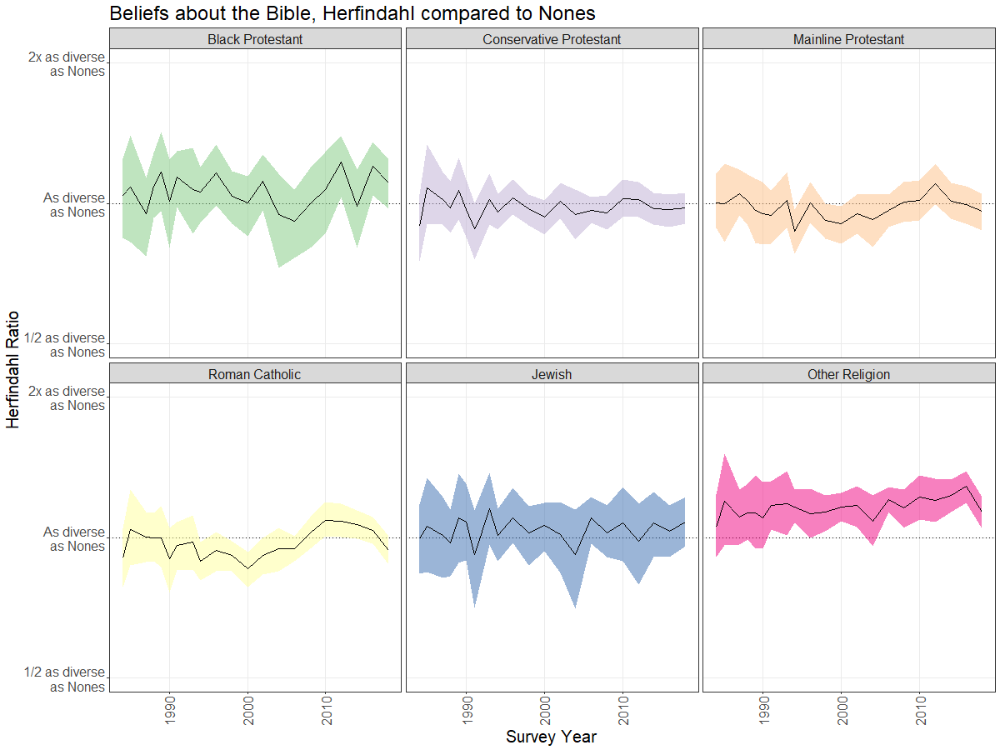 Beliefs about the Bible, Herfindahl compared to Nones
Black Protestant
Conservative Protestant
Mainline Protestant
2x as diverse
as Nones
As diverse
as Nones
1/2 as diverse
as Nones
Roman Catholic
Jewish
Other Religion
2x as diverse
as Nones
As diverse
as Nones
1/2 as diverse
as Nones
Herfindahl Ratio
1990
2000
2010
1990
2000
2010
1990
2000
2010
Survey Year